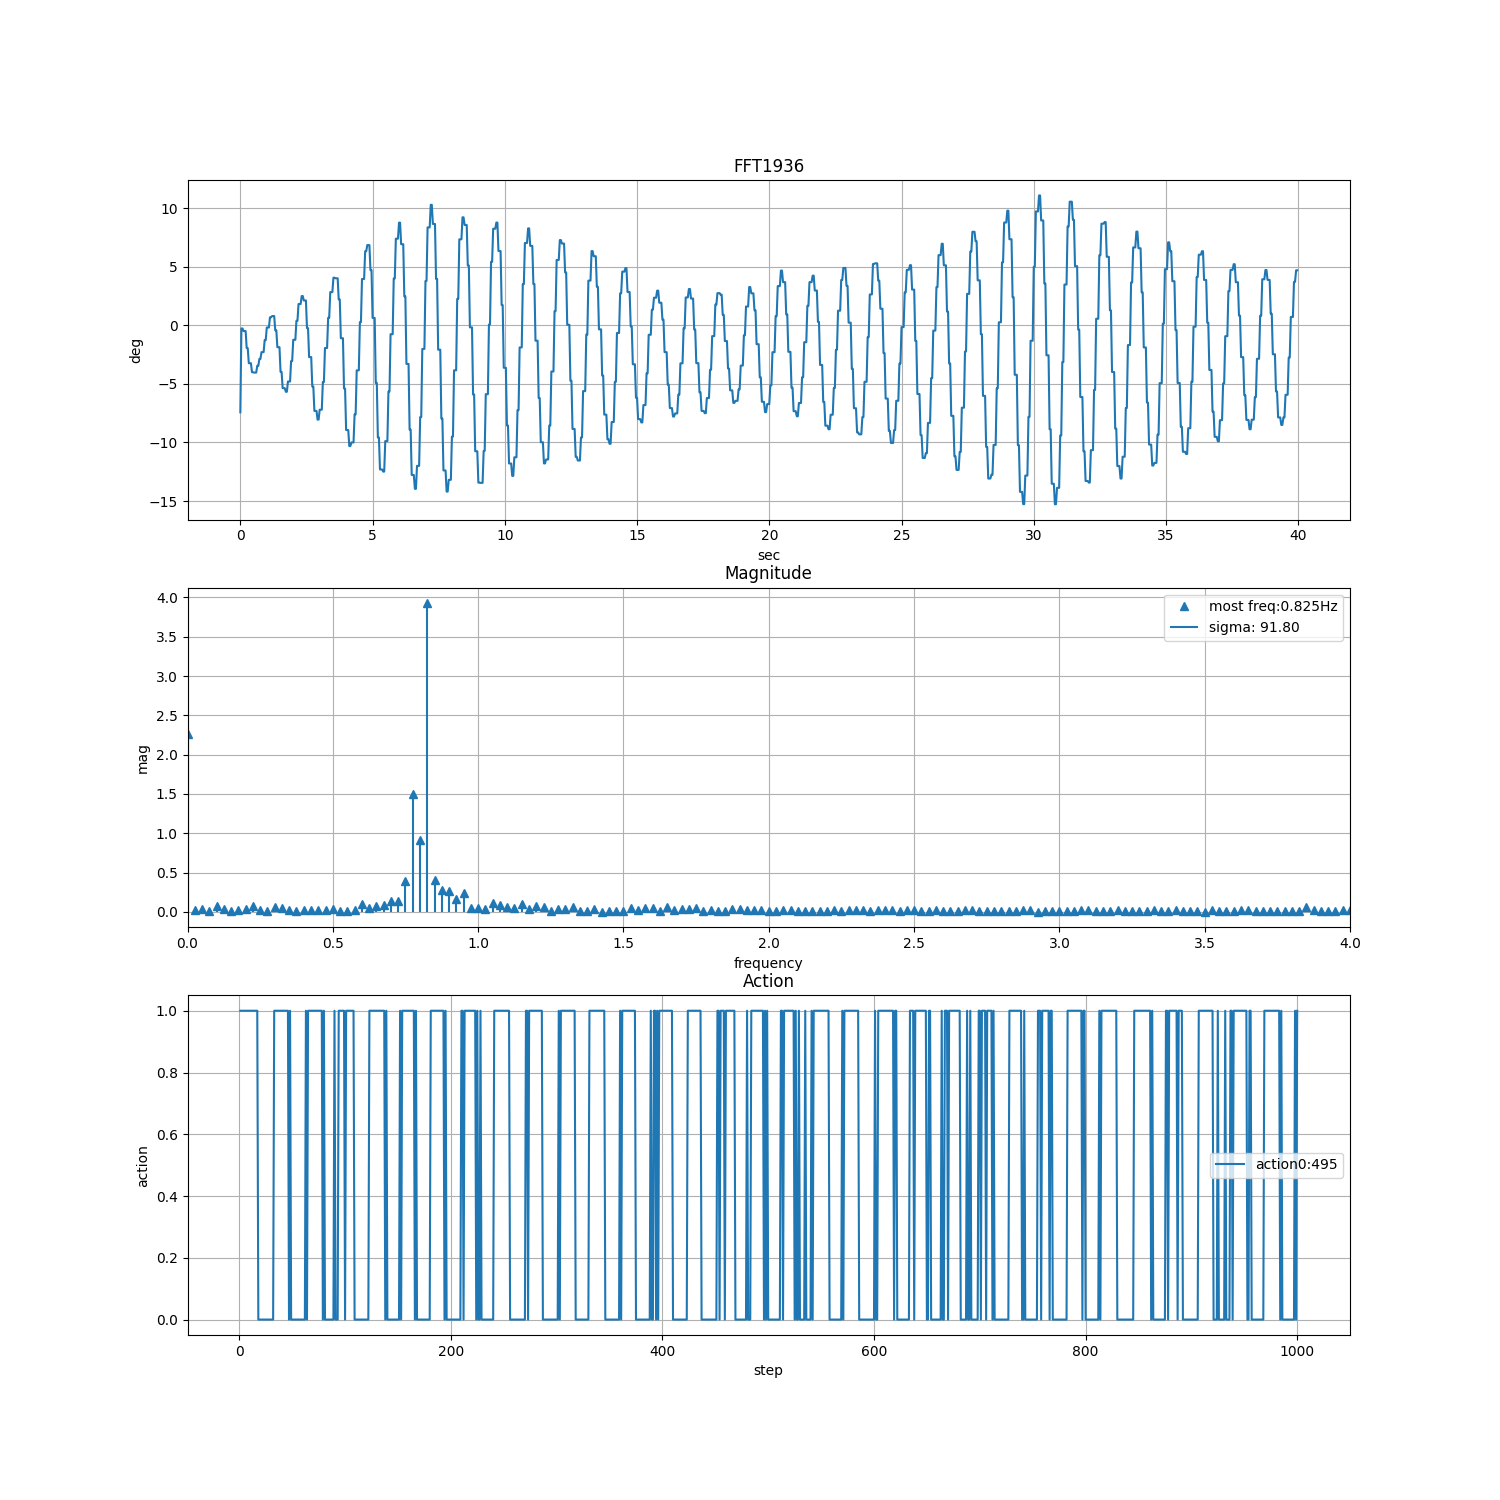 FFT1936
10
5
0
−5
−10
−15
deg
0 5 10 15 20 25 30 35 40
sec
Magnitude
4.0
3.5
3.0
2.5
2.0
1.5
1.0
0.5
0.0
mag
most freq:0.825Hz
sigma: 91.80
0.0 0.5 1.0 1.5 2.0 2.5 3.0 3.5 4.0
frequency
Action
1.0
0.8
0.6
0.4
0.2
0.0
action
action0:495
0 200 400 600 800 1000
step